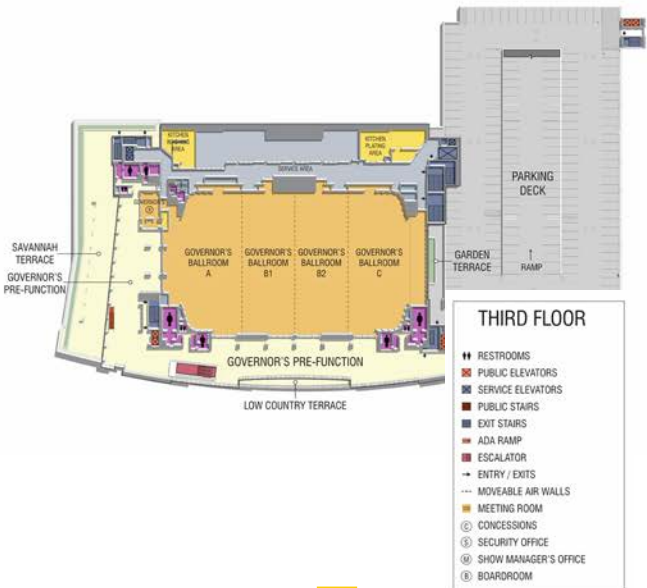 KITCHEN
AREA
KITCHEN
PLATING
AREA
SERVICE AREA
PARKING
DECK
GOVERNOR'S
GOVERNOR'S
BALLROOM
A
GOVERNOR'S
BALLROOM
B1
GOVERNOR'S
BALLROOM
B2
GOVERNOR'S
BALLROOM
C
SAVANNAH
TERRACE
GOVERNOR'S
PRE-FUNCTION
GARDEN
TERRACE
RAMP
GOVERNOR'S PRE-FUNCTION
LOW COUNTRY TERRACE
THIRD FLOOR
RESTROOMS
PUBLIC ELEVATORS
SERVICE ELEVATORS
PUBLIC STAIRS
EXIT STAIRS
ADA RAMP
ESCALATOR
ENTRY / EXITS
MOVEABLE AIR WALLS
MEETING ROOM
C CONCESSIONS
S SECURITY OFFICE
M SHOW MANAGER'S OFFICE
B BOARDROOM